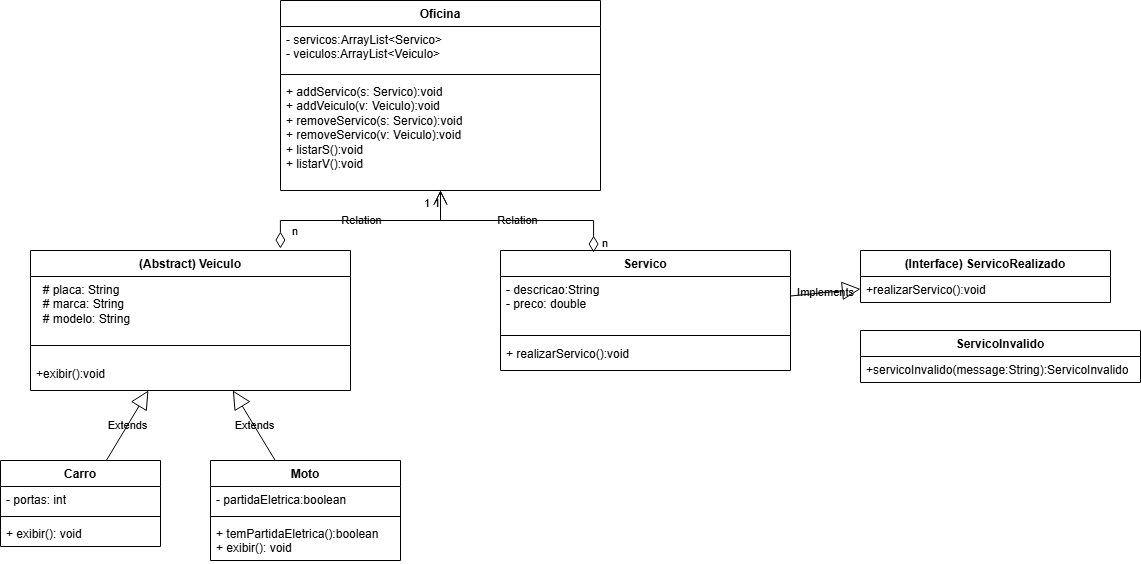 Oficina
- servicos:ArrayList<Servico>
- veiculos:ArrayList<Veiculo>
+ addServico(s: Servico):void
+ addVeiculo(v: Veiculo):void
+ removeServico(s: Servico):void
+ removeServico(v: Veiculo):void
+ listarS():void
+ listarV():void
1 1
Relation
Relation
n
n
(Abstract) Veiculo
# placa: String
# marca: String
# modelo: String
+exibir():void
Servico
- descricao:String
- preco: double
+ realizarServico():void
Implements
(Interface) ServicoRealizado
+realizarServico():void
ServicoInvalido
+servicoInvalido(message:String):ServicoInvalido
Extends
Extends
Carro
- portas: int
+ exibir(): void
Moto
- partidaEletrica:boolean
+ temPartidaEletrica():boolean
+ exibir(): void